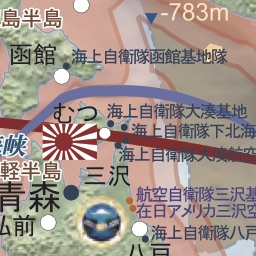 -783m
島半島
函館
海上自衛隊函館基地隊
むつ
海上自衛隊大湊基地
海上自衛隊下北海
海上自衛隊大湊航空
峡
軽半島
三沢
青森
航空自衛隊三沢基
在日アメリカ三沢空
弘前
海上自衛隊八戸
八戸